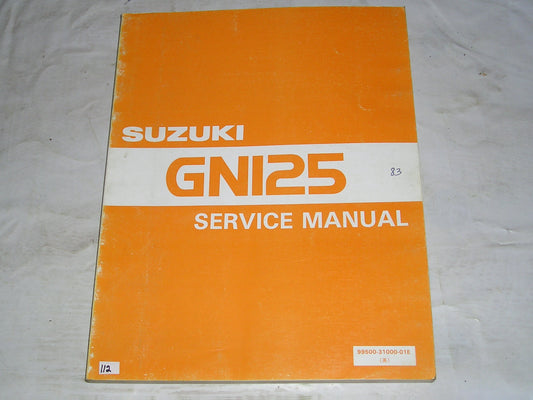 SUZUKI
GN125
83
SERVICE MANUAL
99500-31000-01E
(英)
112